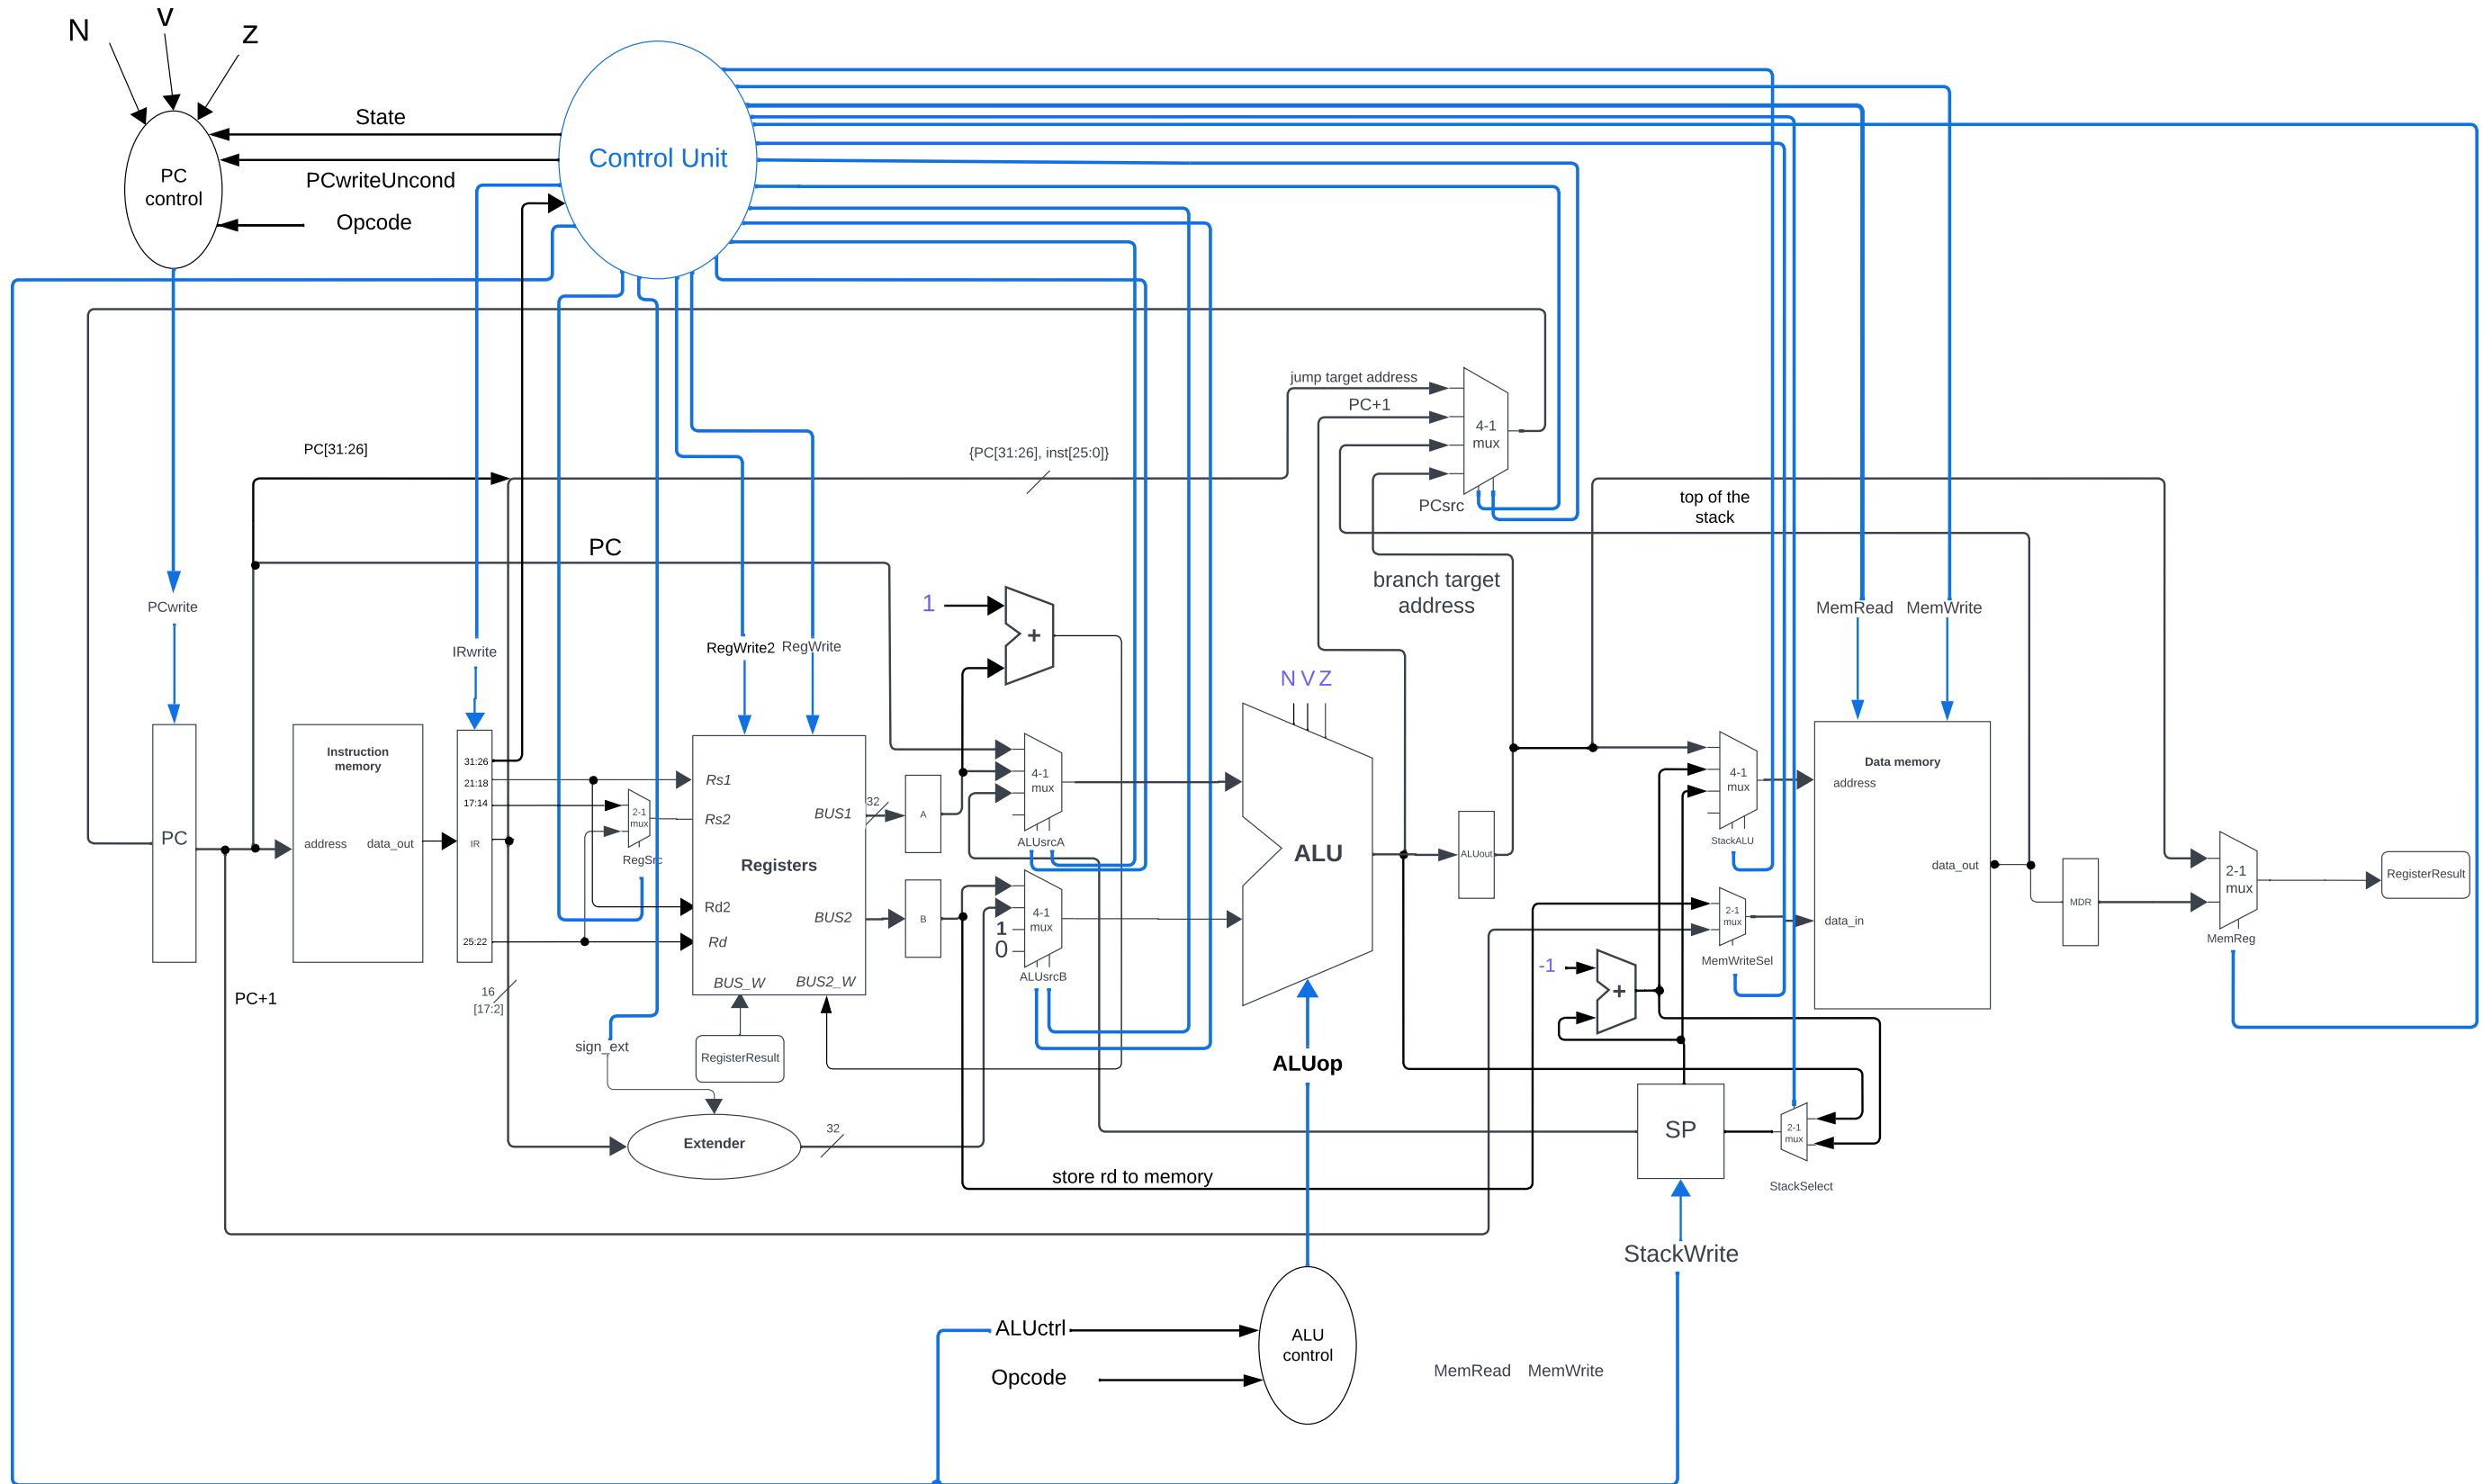 N
V
Z
State
PCwriteUncond
Opcode
PC
control
Control Unit
jump target address
PC+1
4-1
mux
PCsrc
PC[31:26]
{PC[31:26], inst[25:0]}
top of the
stack
PC
branch target
address
1
+
PCwrite
IRwrite
RegWrite2
RegWrite
MemRead
MemWrite
N V Z
PC
Instruction
memory
address
data_out
31:26
21:18
17:14
IR
25:22
2-1
mux
RegSrc
Rs1
Rs2
Registers
Rd2
Rd
BUS1
BUS2
BUS_W
BUS2_W
32
A
B
4-1
mux
ALUsrcA
4-1
mux
1
0
ALUsrcB
ALU
ALUout
4-1
mux
StackALU
2-1
mux
MemWriteSel
Data memory
address
data_out
data_in
MDR
2-1
mux
MemReg
RegisterResult
PC+1
16
[17:2]
sign_ext
RegisterResult
Extender
32
-1
+
ALUop
SP
2-1
mux
StackSelect
store rd to memory
StackWrite
ALUctrl
Opcode
ALU
control
MemRead
MemWrite